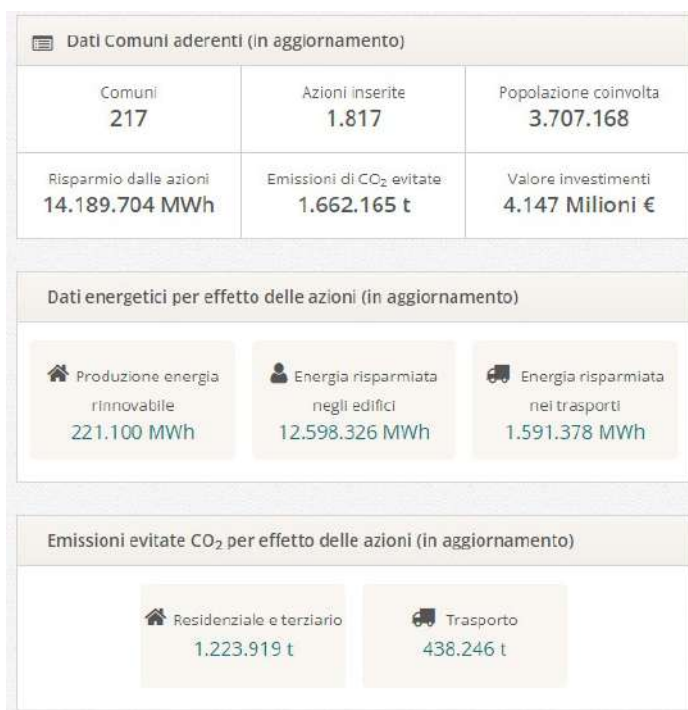 Dati Comuni aderenti (in aggiornamento)
Comuni
217
Azioni inserite
1.817
Popolazione coinvolta
3.707.168
Risparmio dalle azioni
14.189.704 MWh
Emissioni di CO₂ evitate
1.662.165 t
Valore investimenti
4.147 Milioni €
Dati energetici per effetto delle azioni (in aggiornamento)
Produzione energia
rinnovabile
221.100 MWh
Energia risparmiata
negli edifici
12.598.326 MWh
Energia risparmiata
nei trasporti
1.591.378 MWh
Emissioni evitate CO₂ per effetto delle azioni (in aggiornamento)
Residenziale e terziario
1.223.919 t
Trasporto
438.246 t